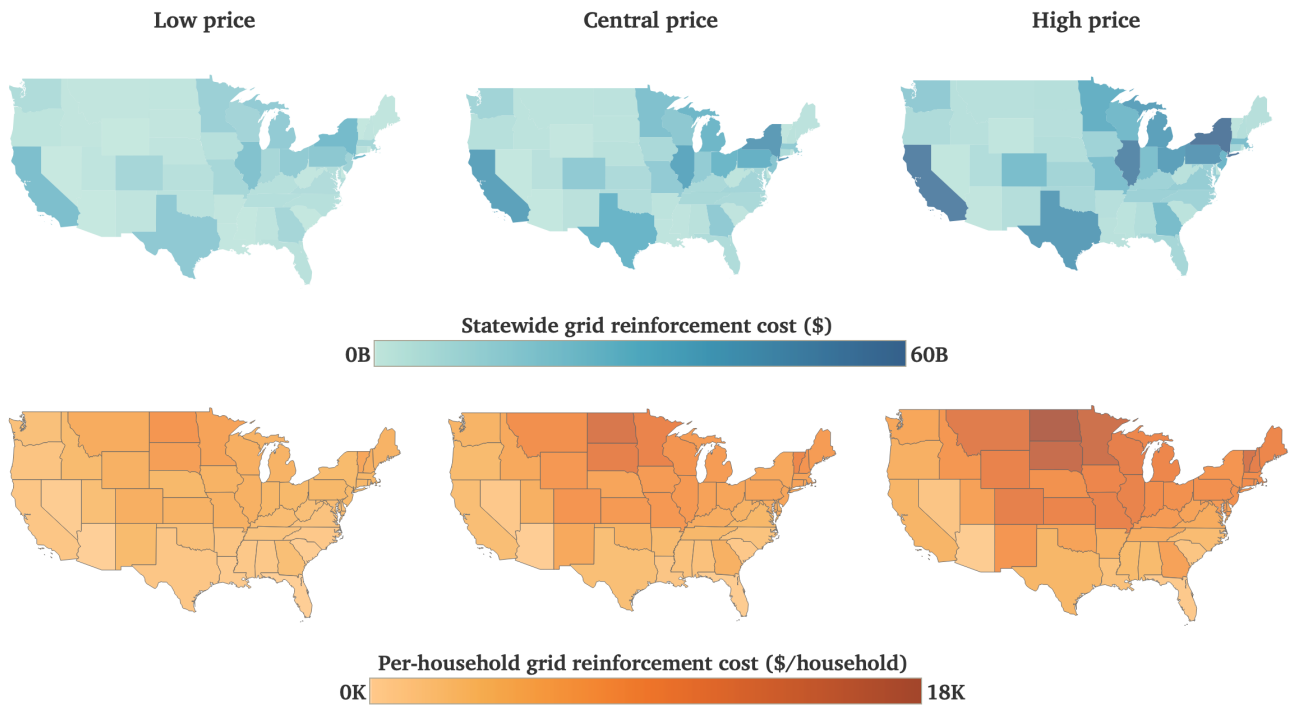 Low price
Central price
High price
Statewide grid reinforcement cost ($)
0B
60B
Per-household grid reinforcement cost ($/household)
0K
18K